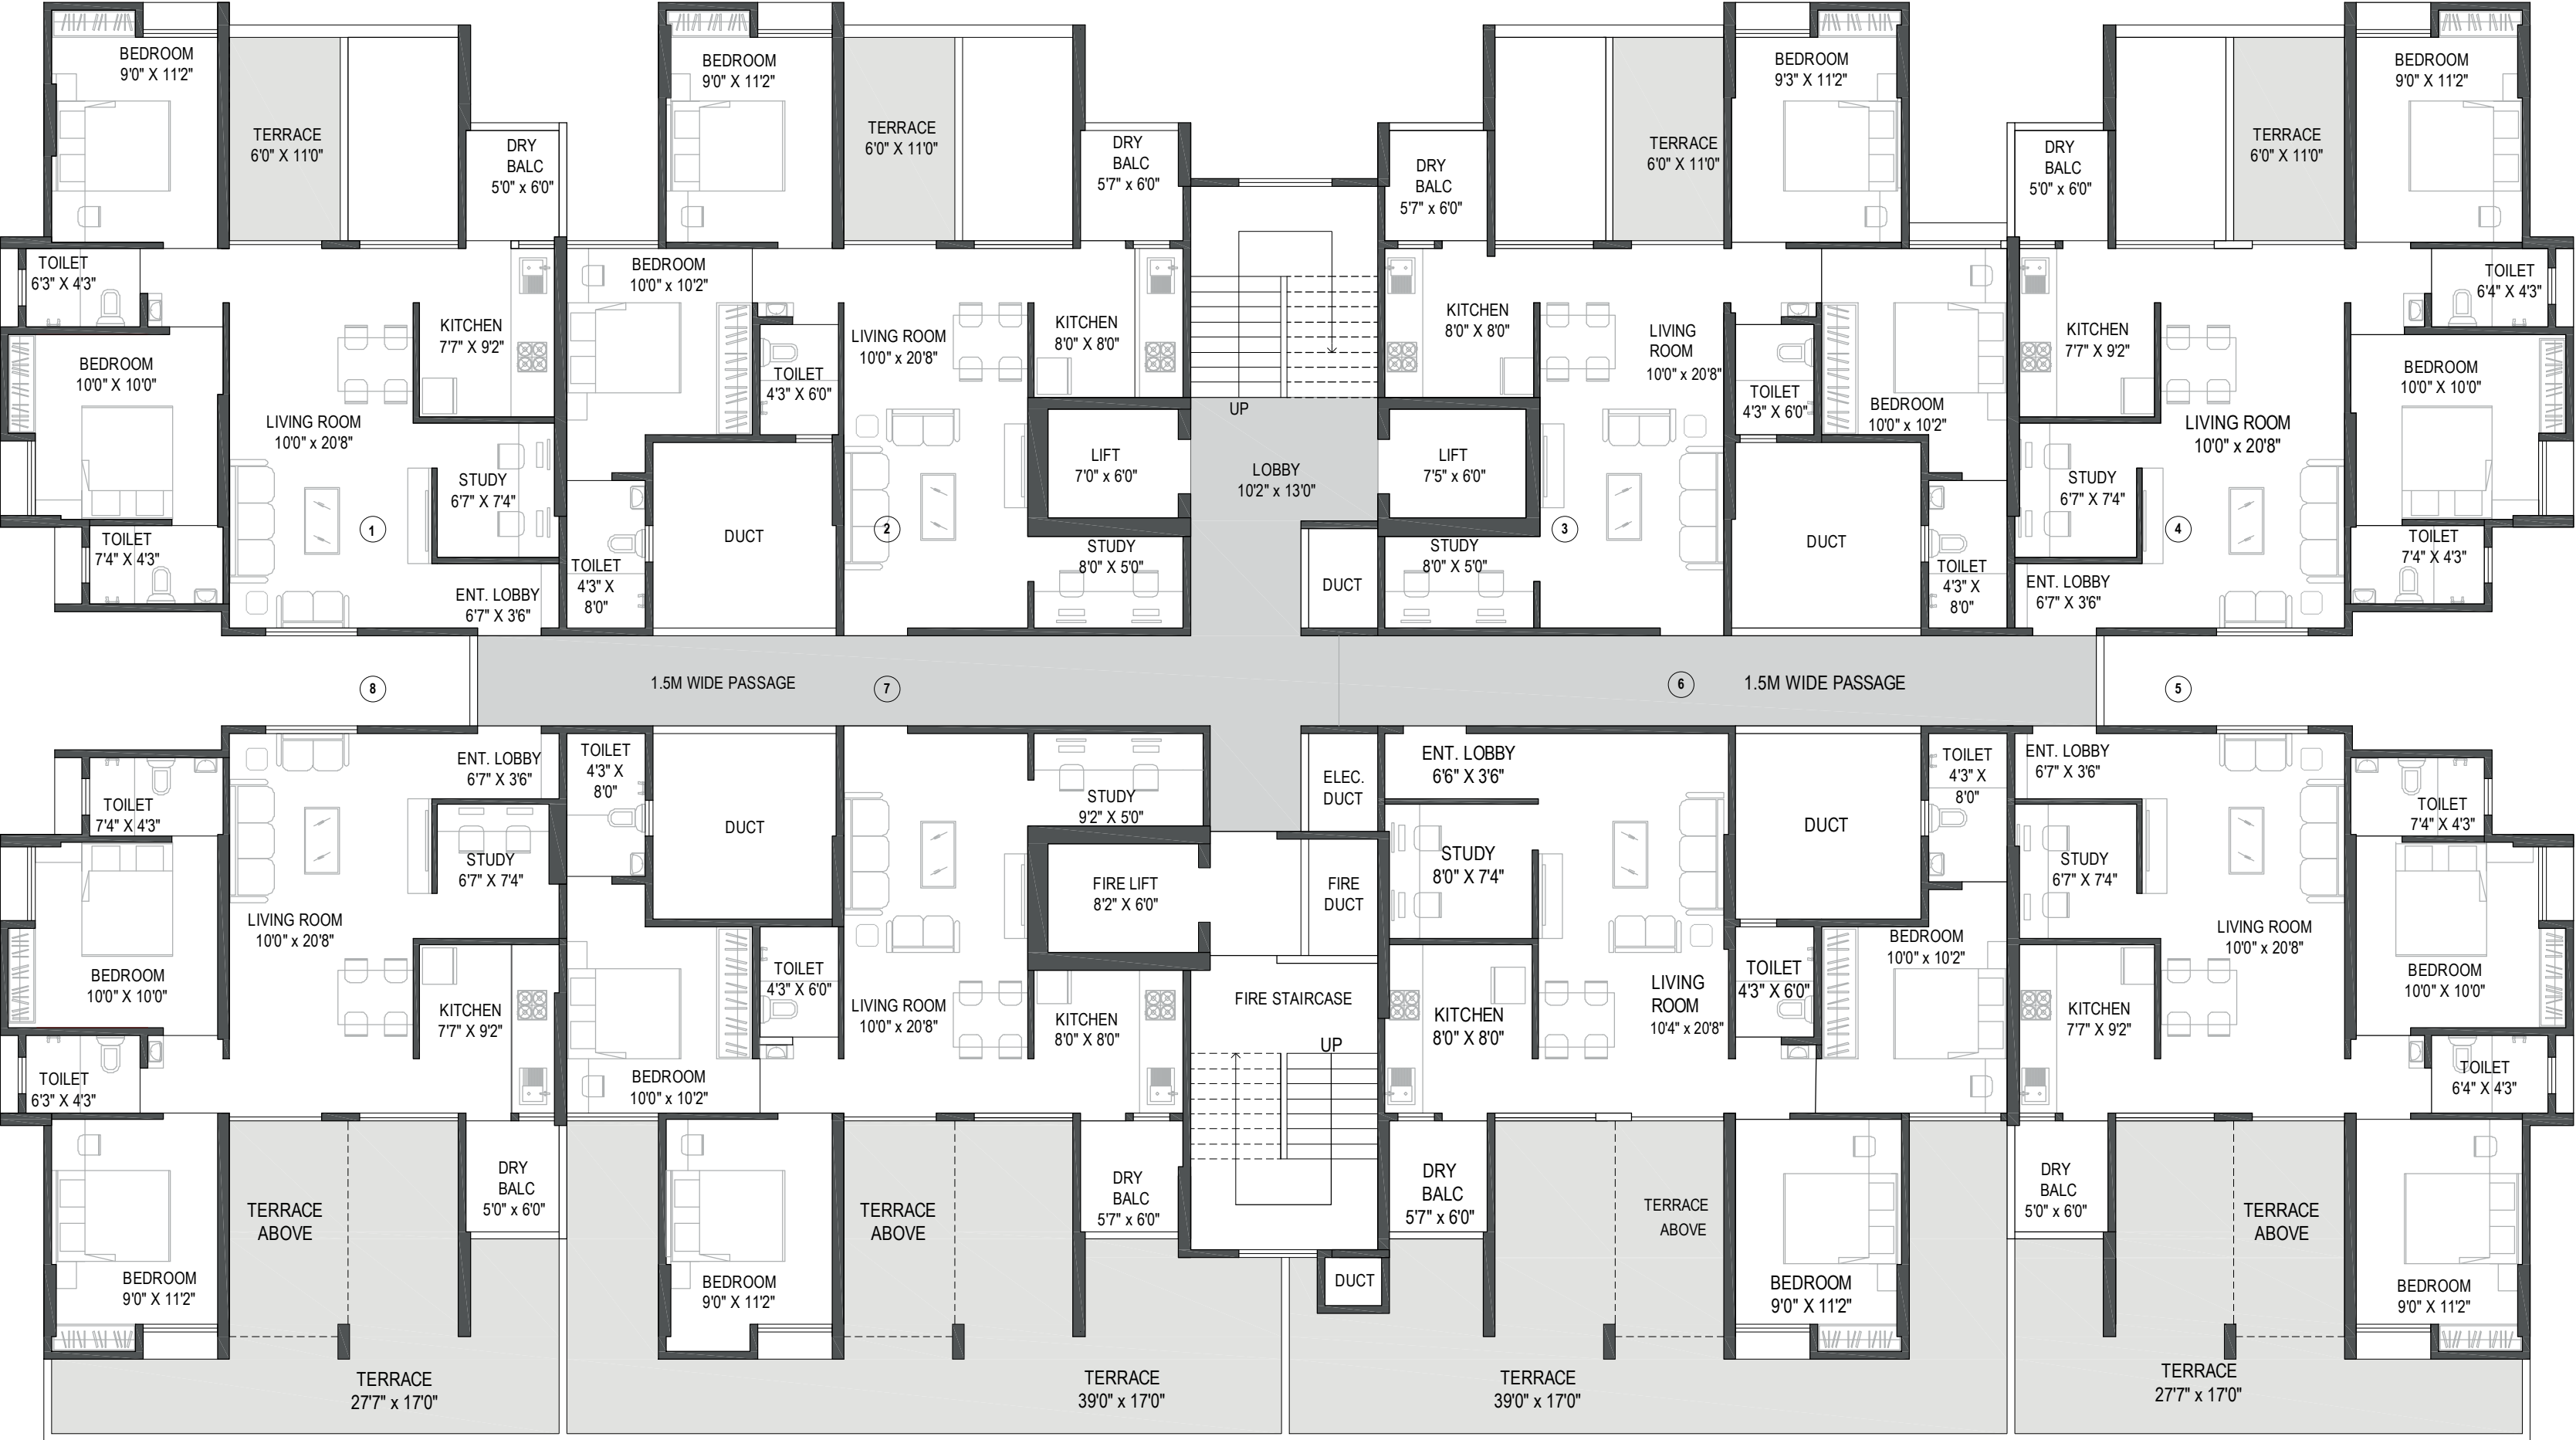 BEDROOM
9'0" X 11'2"
TERRACE
6'0" X 11'0"
DRY
BALC
5'0" x 6'0"
TOILET
6'3" X 4'3"
BEDROOM
10'0" X 10'0"
LIVING ROOM
10'0" x 20'8"
KITCHEN
7'7" X 9'2"
STUDY
6'7" X 7'4"
TOILET
7'4" X 4'3"
ENT. LOBBY
6'7" X 3'6"
1
BEDROOM
9'0" X 11'2"
TERRACE
6'0" X 11'0"
DRY
BALC
5'7" x 6'0"
BEDROOM
10'0" x 10'2"
TOILET
4'3" X 6'0"
LIVING ROOM
10'0" x 20'8"
KITCHEN
8'0" X 8'0"
TOILET
4'3" X
8'0"
DUCT
2
STUDY
8'0" X 5'0"
LIFT
7'0" x 6'0"
UP
LOBBY
10'2" x 13'0"
LIFT
7'5" x 6'0"
DUCT
BEDROOM
9'3" X 11'2"
TERRACE
6'0" X 11'0"
DRY
BALC
5'7" x 6'0"
KITCHEN
8'0" X 8'0"
LIVING
ROOM
10'0" x 20'8"
TOILET
4'3" X 6'0"
BEDROOM
10'0" x 10'2"
STUDY
8'0" X 5'0"
3
DUCT
TOILET
4'3" X
8'0"
BEDROOM
9'0" X 11'2"
TERRACE
6'0" X 11'0"
DRY
BALC
5'0" x 6'0"
TOILET
6'4" X 4'3"
KITCHEN
7'7" X 9'2"
BEDROOM
10'0" X 10'0"
LIVING ROOM
10'0" x 20'8"
STUDY
6'7" X 7'4"
4
TOILET
7'4" X 4'3"
ENT. LOBBY
6'7" X 3'6"
8
1.5M WIDE PASSAGE
7
6
1.5M WIDE PASSAGE
5
ENT. LOBBY
6'7" X 3'6"
TOILET
7'4" X 4'3"
STUDY
6'7" X 7'4"
LIVING ROOM
10'0" x 20'8"
BEDROOM
10'0" X 10'0"
KITCHEN
7'7" X 9'2"
TOILET
6'3" X 4'3"
DRY
BALC
5'0" x 6'0"
TERRACE
ABOVE
BEDROOM
9'0" X 11'2"
TERRACE
27'7" x 17'0"
TOILET
4'3" X
8'0"
DUCT
STUDY
9'2" X 5'0"
TOILET
4'3" X 6'0"
LIVING ROOM
10'0" x 20'8"
KITCHEN
8'0" X 8'0"
BEDROOM
10'0" x 10'2"
DRY
BALC
5'7" x 6'0"
TERRACE
ABOVE
BEDROOM
9'0" X 11'2"
TERRACE
39'0" x 17'0"
ELEC.
DUCT
FIRE LIFT
8'2" X 6'0"
FIRE
DUCT
FIRE STAIRCASE
UP
DUCT
ENT. LOBBY
6'6" X 3'6"
STUDY
8'0" X 7'4"
KITCHEN
8'0" X 8'0"
LIVING
ROOM
10'4" x 20'8"
DUCT
TOILET
4'3" X
8'0"
TOILET
4'3" X 6'0"
BEDROOM
10'0" x 10'2"
DRY
BALC
5'7" x 6'0"
TERRACE
ABOVE
BEDROOM
9'0" X 11'2"
TERRACE
39'0" x 17'0"
ENT. LOBBY
6'7" X 3'6"
TOILET
7'4" X 4'3"
STUDY
6'7" X 7'4"
LIVING ROOM
10'0" x 20'8"
BEDROOM
10'0" X 10'0"
KITCHEN
7'7" X 9'2"
TOILET
6'4" X 4'3"
DRY
BALC
5'0" x 6'0"
TERRACE
ABOVE
BEDROOM
9'0" X 11'2"
TERRACE
27'7" x 17'0"